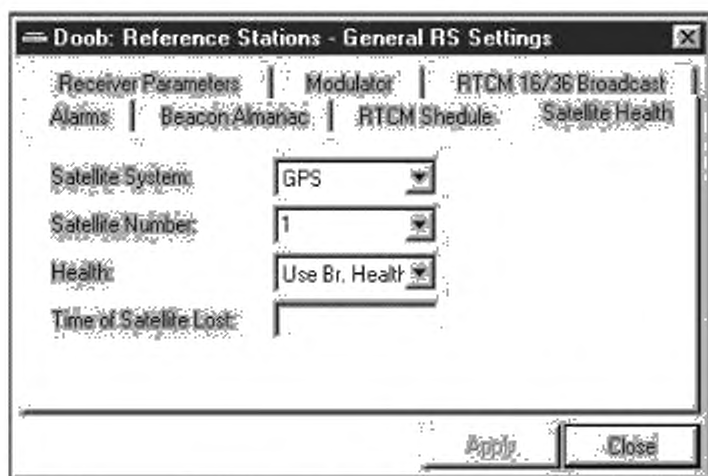 Doob: Reference Stations - General RS Settings
Receiver Parameters Modulator RTCM 16/36 Broadcast
Alarms Beacon Almanac RTCM Shedule Satellite Health
Satellite System: GPS
Satellite Number: 1
Health: Use Br. Health
Time of Satellite Lost:
Apply Close